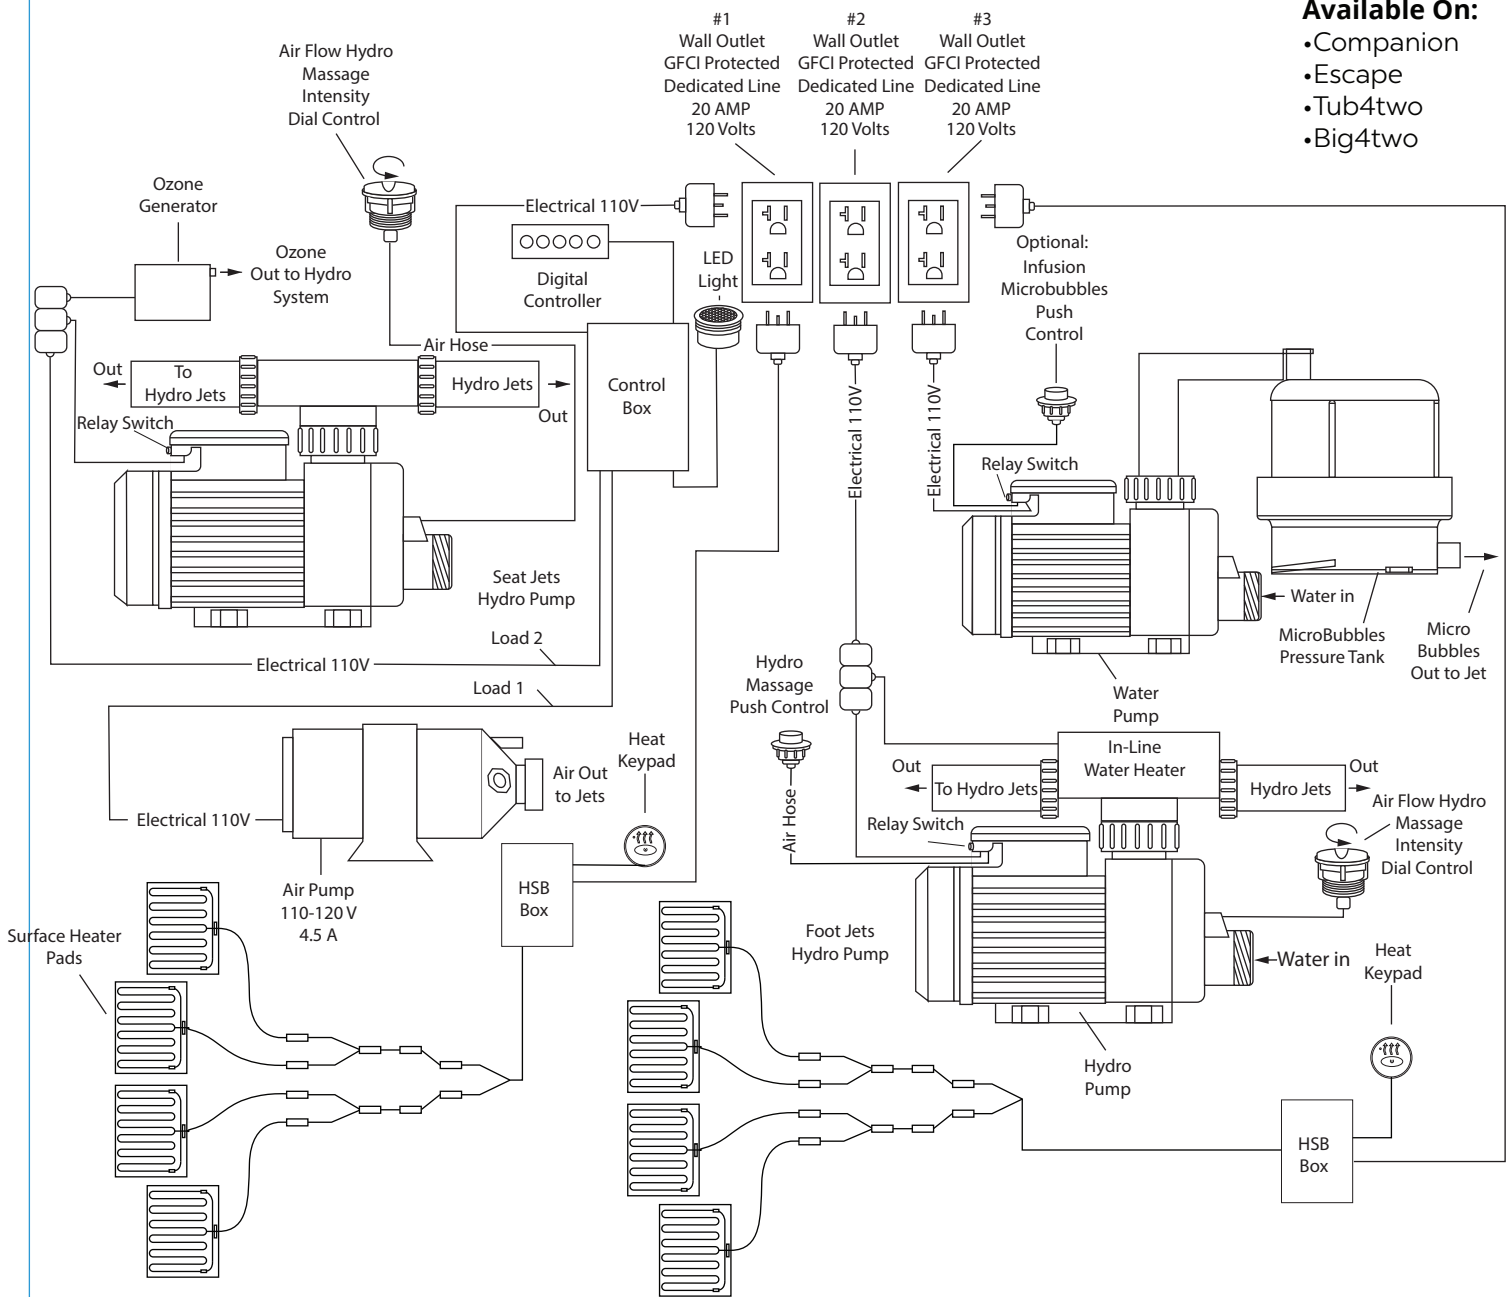 Available On:
•Companion
•Escape
•Tub4two
•Big4two
#1
Wall Outlet
GFCI Protected
Dedicated Line
20 AMP
120 Volts
#2
Wall Outlet
GFCI Protected
Dedicated Line
20 AMP
120 Volts
#3
Wall Outlet
GFCI Protected
Dedicated Line
20 AMP
120 Volts
Air Flow Hydro
Massage
Intensity
Dial Control
Ozone
Generator
Ozone
Out to Hydro
System
Electrical 110V
Digital
Controller
LED
Light
Optional:
Infusion
Microbubbles
Push
Control
Air Hose
Out
To
Hydro Jets
Hydro Jets
Out
Control
Box
Relay Switch
Electrical 110V
Electrical 110V
Relay Switch
Seat Jets
Hydro Pump
Load 2
Electrical 110V
Load 1
Water in
MicroBubbles
Pressure Tank
Micro
Bubbles
Out to Jet
Water
Pump
Hydro
Massage
Push Control
Heat
Keypad
Air Out
to Jets
Electrical 110V
Air Pump
110-120 V
4.5 A
In-Line
Water Heater
Out
To Hydro Jets
Hydro Jets
Out
Air Hose
Relay Switch
Air Flow Hydro
Massage
Intensity
Dial Control
HSB
Box
Surface Heater
Pads
Foot Jets
Hydro Pump
Water in
Heat
Keypad
Hydro
Pump
HSB
Box